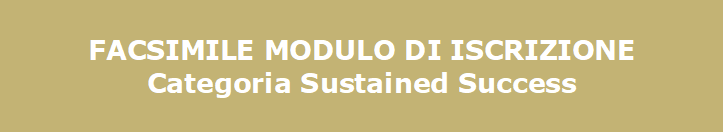 FACSIMILE MODULO DI ISCRIZIONE
Categoria Sustained Success